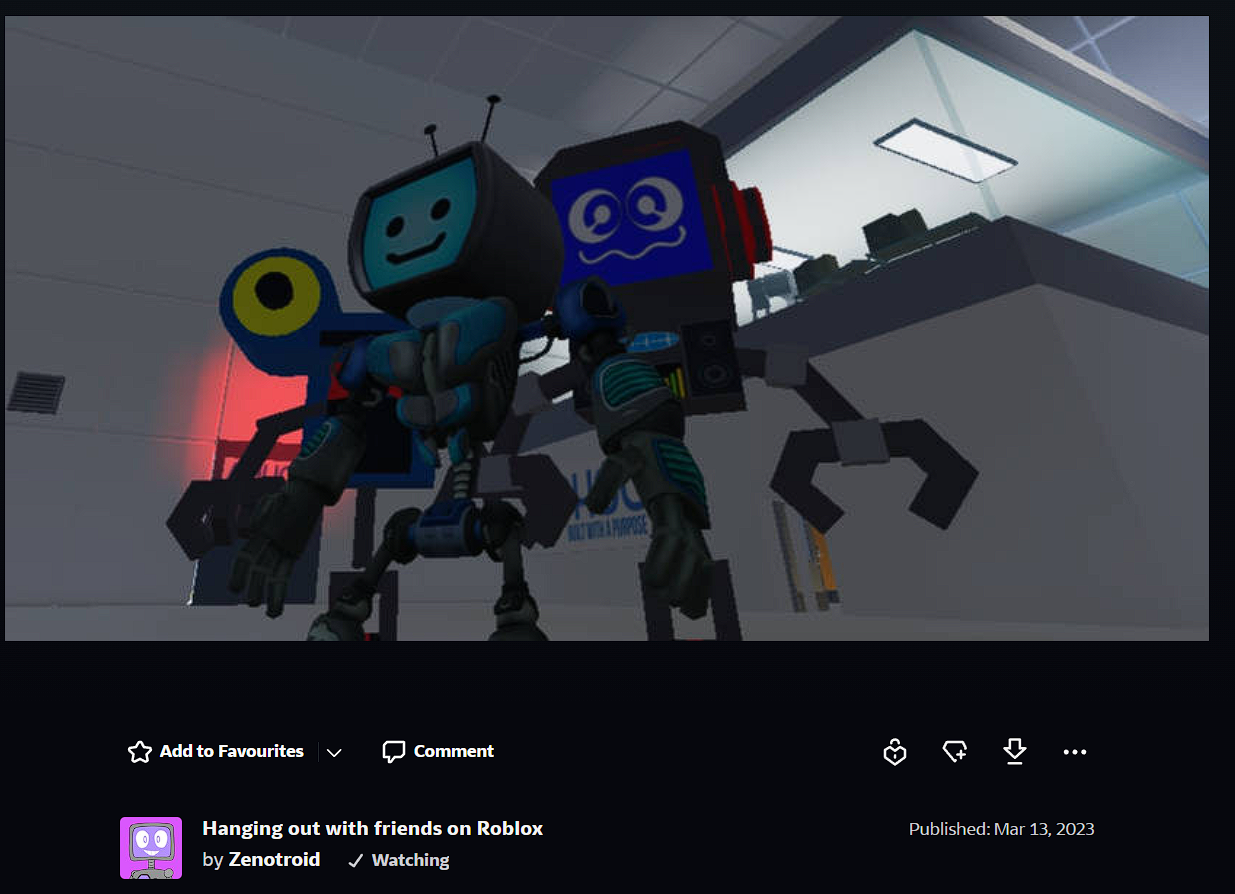 BUILT WITH A PURPOSE
Add to Favourites
Comment
Hanging out with friends on Roblox
Published: Mar 13, 2023
by Zenotroid
Watching